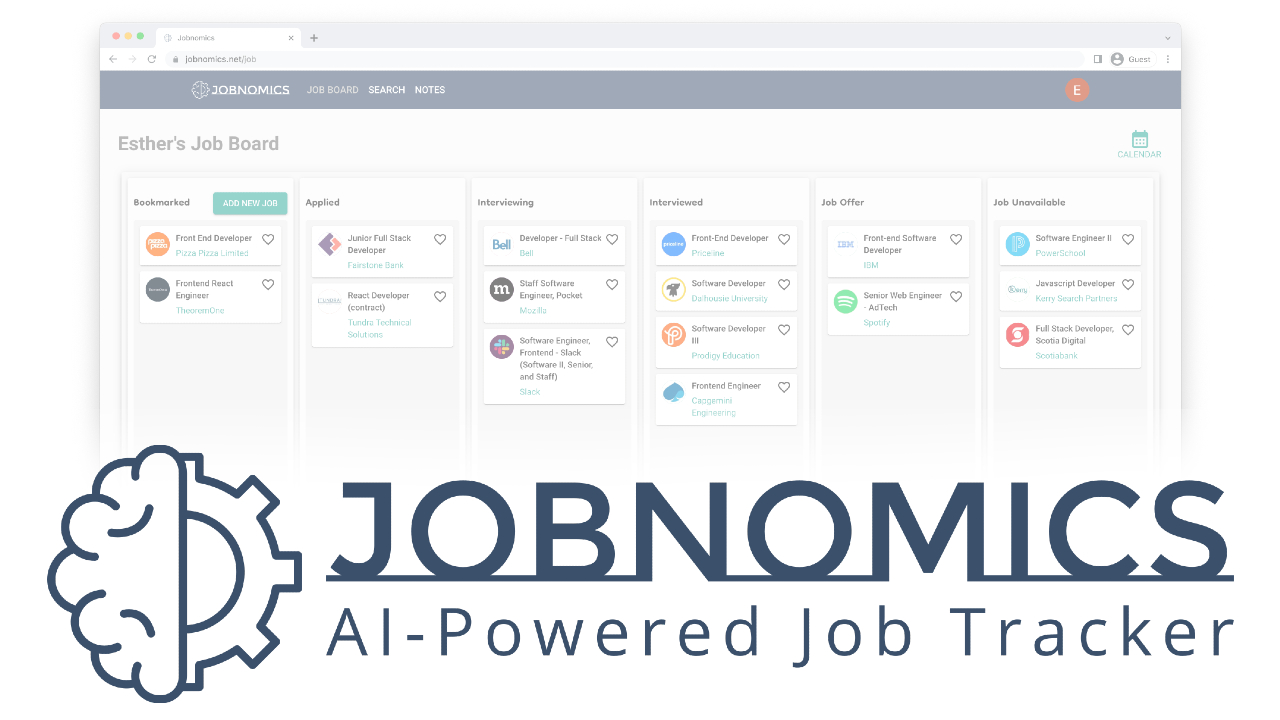 Jobnomics
jobnomics.net/job
Guest
JOBNOMICS
JOB BOARD
SEARCH
NOTES
E
Esther's Job Board
CALENDAR
Bookmarked
ADD NEW JOB
Front End Developer
Pizza Pizza Limited
Frontend React
Engineer
TheoremOne
Applied
Junior Full Stack
Developer
Fairstone Bank
React Developer
(contract)
Tundra Technical
Solutions
Interviewing
Bell
Developer - Full Stack
Bell
m
Staff Software
Engineer, Pocket
Mozilla
Software Engineer,
Frontend - Slack
(Software II, Senior,
and Staff)
Slack
Interviewed
priceline
Front-End Developer
Priceline
Software Developer
Dalhousie University
Software Developer
III
Prodigy Education
Frontend Engineer
Capgemini
Engineering
Job Offer
IBM
Front-end Software
Developer
IBM
Senior Web Engineer
- AdTech
Spotify
Job Unavailable
Software Engineer II
PowerSchool
Javascript Developer
Kerry Search Partners
Full Stack Developer,
Scotia Digital
Scotiabank
JOBNOMICS
AI-Powered Job Tracker